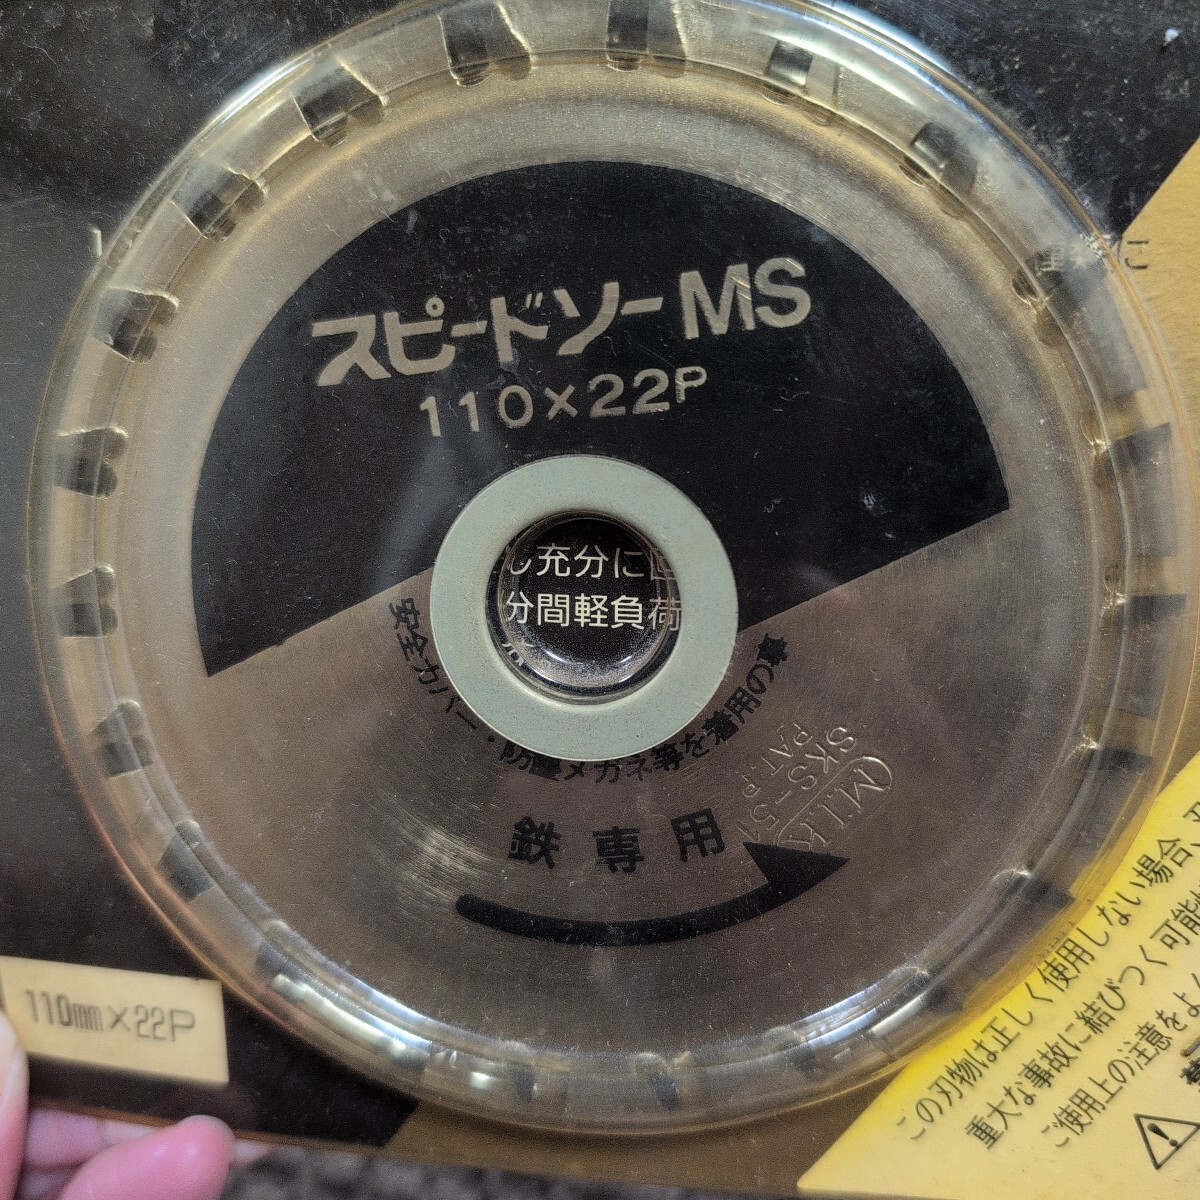 スピードソーMS
110×22P
し充分に
分間軽負荷
安全カバー・防塵メガネ等を着用の事
M.I.K
SKS-51
PAT.P
鉄専用
110mm×22P
この刃物は正しく使用しない場合、
重大な事故に結びつく可能
ご使用上の注意をよ